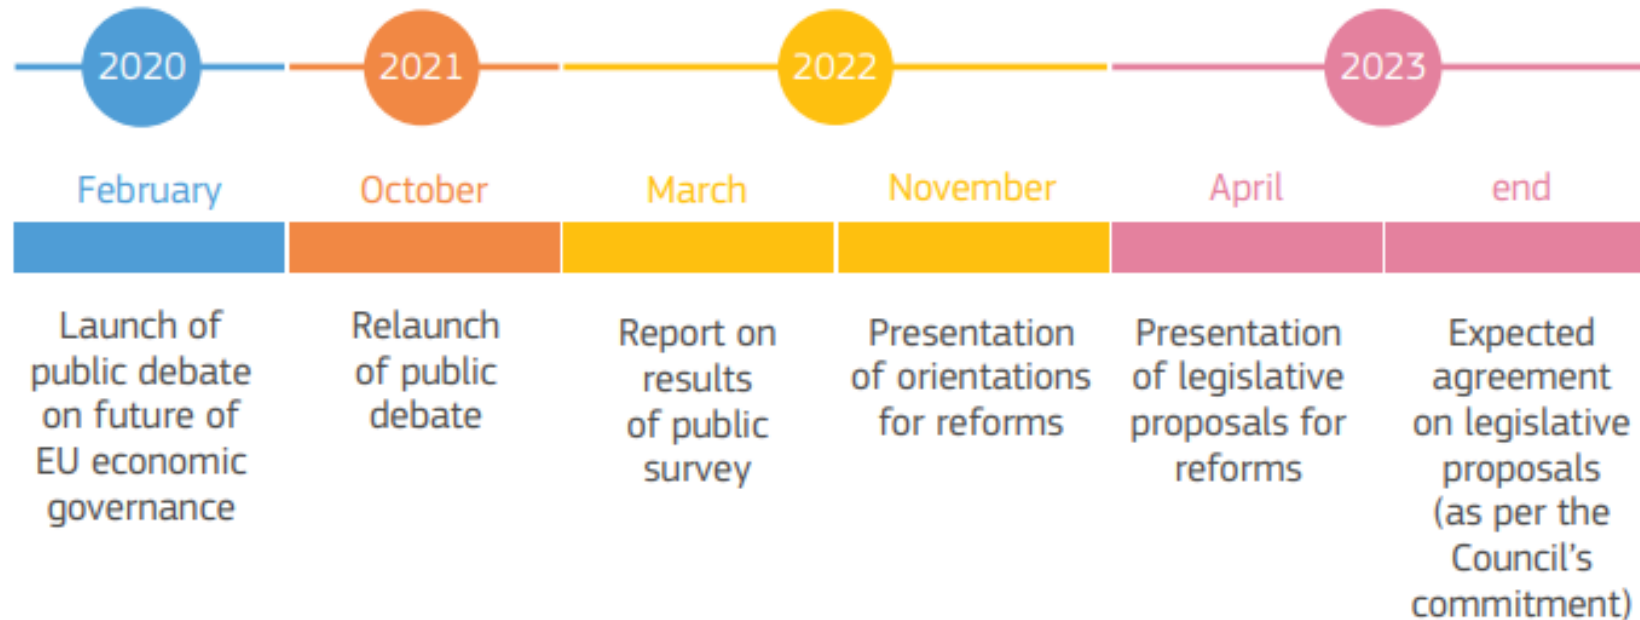 2020
2021
2022
2023
February
October
March
November
April
end
Launch of
public debate
on future of
EU economic
governance
Relaunch
of public
debate
Report on
results
of public
survey
Presentation
of orientations
for reforms
Presentation
of legislative
proposals for
reforms
Expected
agreement
on legislative
proposals
(as per the
Council's
commitment)